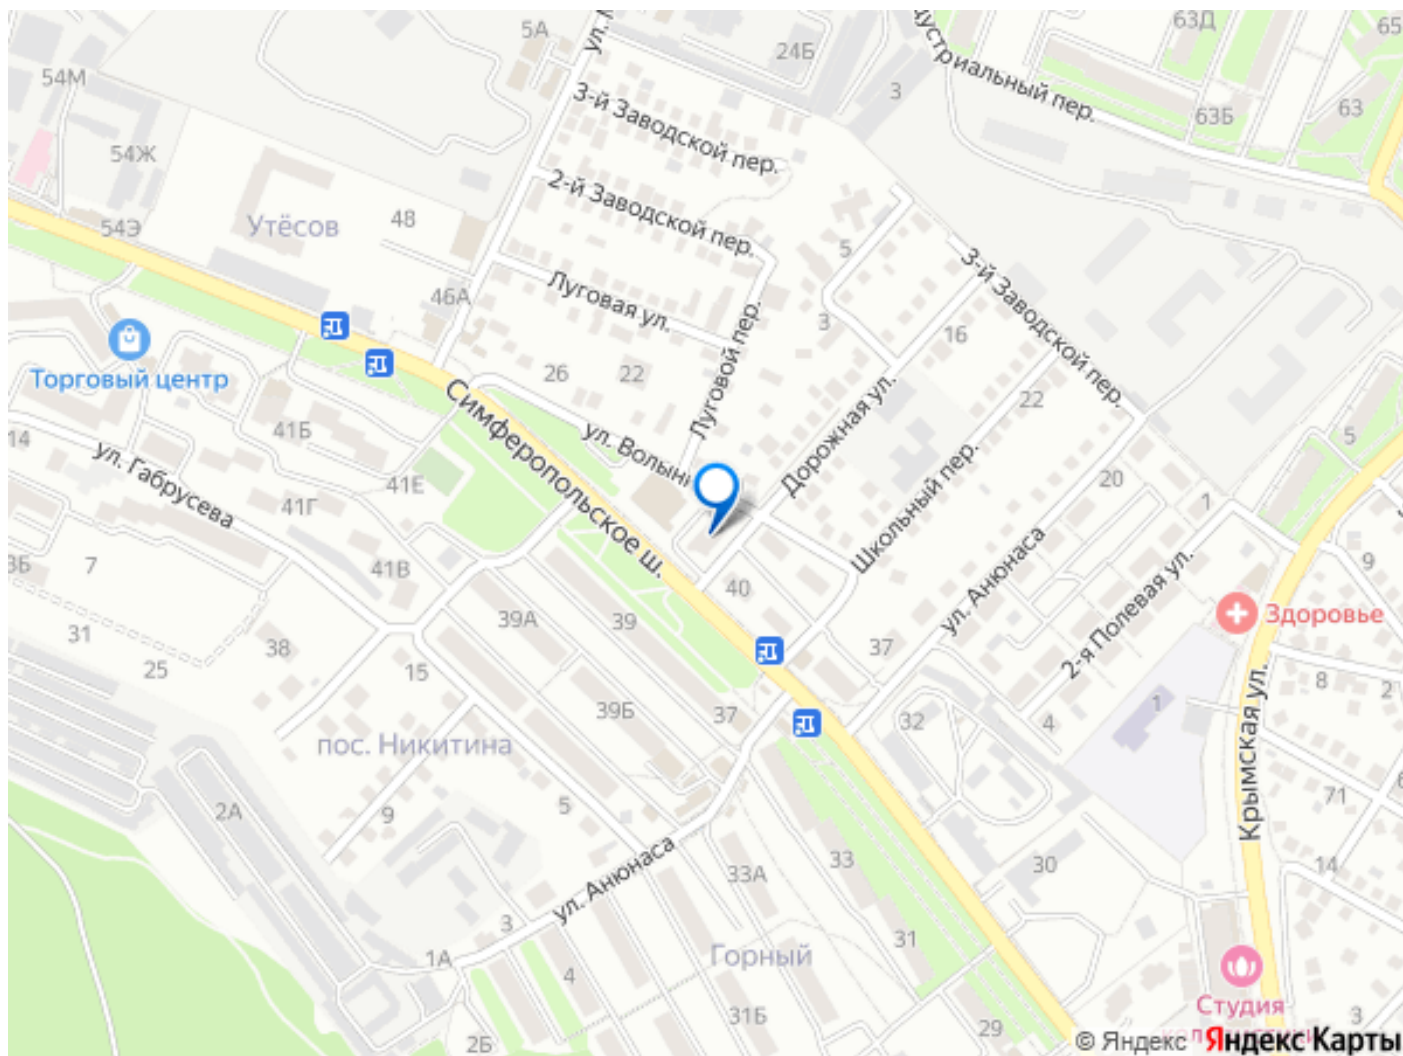 5А
63Д
65
24Б
54М
3
дустриальный пер.
63Б
63
3-й Заводской пер.
54Ж
2-й Заводской пер.
54Э
Утёсов
48
5
3-й Заводской пер.
46А
Луговая ул.
Луговой пер.
3
16
Торговый центр
26
22
Дорожная ул.
22
Симферопольское ш.
14
41Б
ул. Габрусева
ул. Волын
5
41Е
20
1
41Г
Школьный пер.
ул. Анюнаса
3Б
7
41В
9
40
39А
39
Здоровье
31
38
37
2-я Полевая ул.
25
15
8
2
Крымская ул.
39Б
37
32
4
1
пос. Никитина
2А
9
5
71
33А
33
30
14
ул. Анюнаса
3
31
1А
Горный
4
31Б
29
2Б
Студия
3
© Яндекс Яндекс Карты